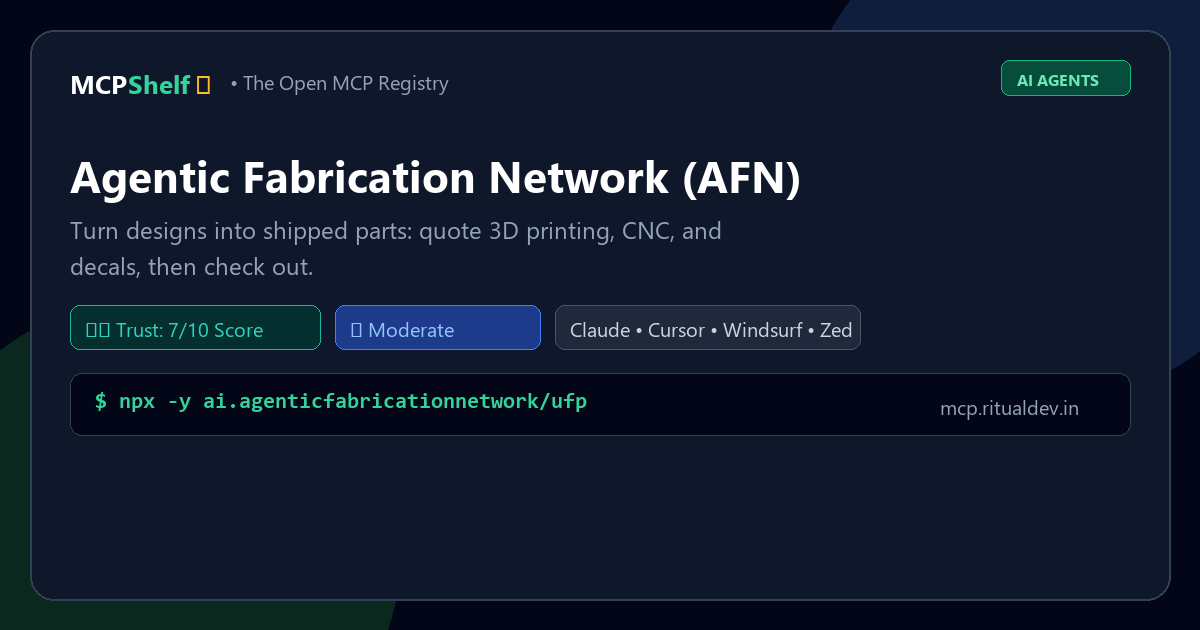 MCPShelf • The Open MCP Registry
AI AGENTS
Agentic Fabrication Network (AFN)
Turn designs into shipped parts: quote 3D printing, CNC, and
decals, then check out.
Trust: 7/10 Score
Moderate
Claude • Cursor • Windsurf • Zed
$ npx -y ai.agenticfabricationnetwork/ufp
mcp.ritualdev.in